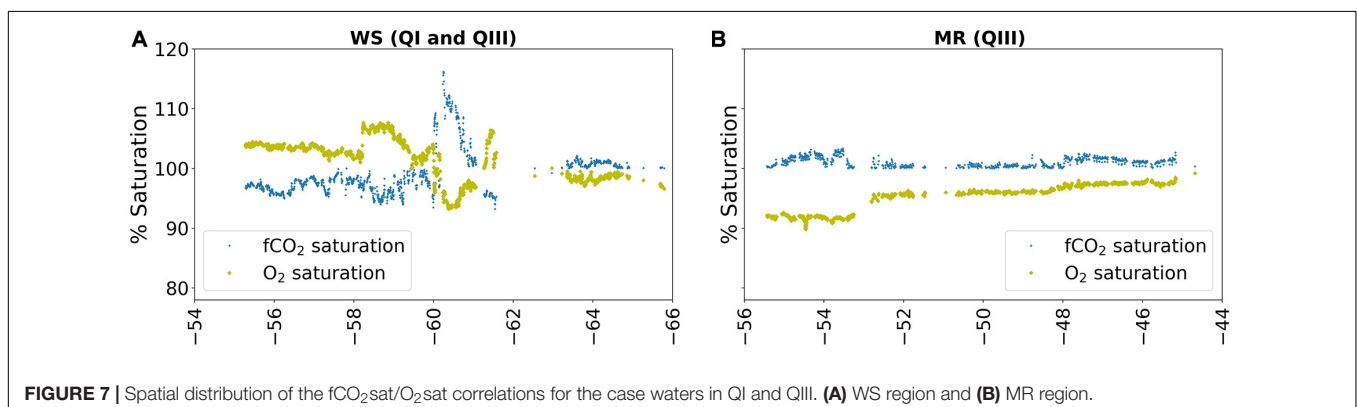 A
WS (QI and QIII)
B
MR (QIII)
120
110
100
90
80
% Saturation
% Saturation
fCO₂ saturation
O₂ saturation
fCO₂ saturation
O₂ saturation
−54
−56
−58
−60
−62
−64
−66
−56
−54
−52
−50
−48
−46
−44
FIGURE 7 | Spatial distribution of the fCO₂sat/O₂sat correlations for the case waters in QI and QIII. (A) WS region and (B) MR region.